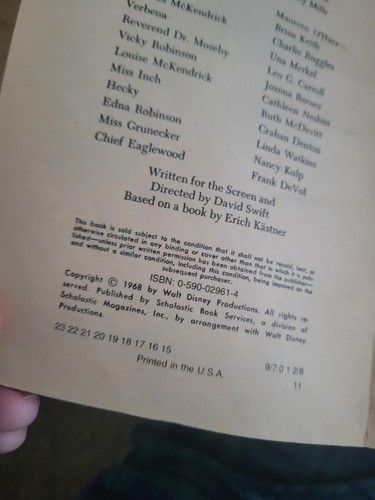 McKendrick
Mills
Verbena
Maureen O'Hara
Reverend Dr. Mosehy
Brian Keith
Vicky Robinson
Charlie Ruggles
Louise McKendrick
Una Merkel
Miss Inch
Leo G. Carroll
Hecky
Joanna Barnes
Edna Robinson
Cathleen Nesbitt
Miss Grunecker
Ruth McDevitt
Chief Eaglewood
Crahan Denton
Linda Watkins
Nancy Kulp
Frank DeVol
Written for the Screen and
Directed by David Swift
Based on a book by Erich Kästner
This book is sold subject to the condition that it shall not be resold, lent, or
otherwise circulated in any binding or cover other than that in which it is pub-
lished—unless prior written permission has been obtained from the publisher—
and without a similar condition, including this condition, being imposed on the
subsequent purchaser.
ISBN: 0-590-02961-4
Copyright © 1968 by Walt Disney Productions. All rights re-
served. Published by Scholastic Book Services, a division of
Scholastic Magazines, Inc., by arrangement with Walt Disney
Productions.
23 22 21 20 19 18 17 16 15
9/7 0 1 2/8
Printed in the U.S.A.
11